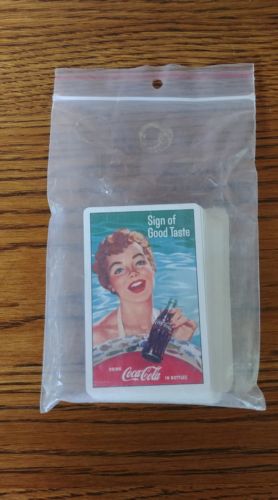 Sign of
Good Taste
DRINK Coca-Cola IN BOTTLES